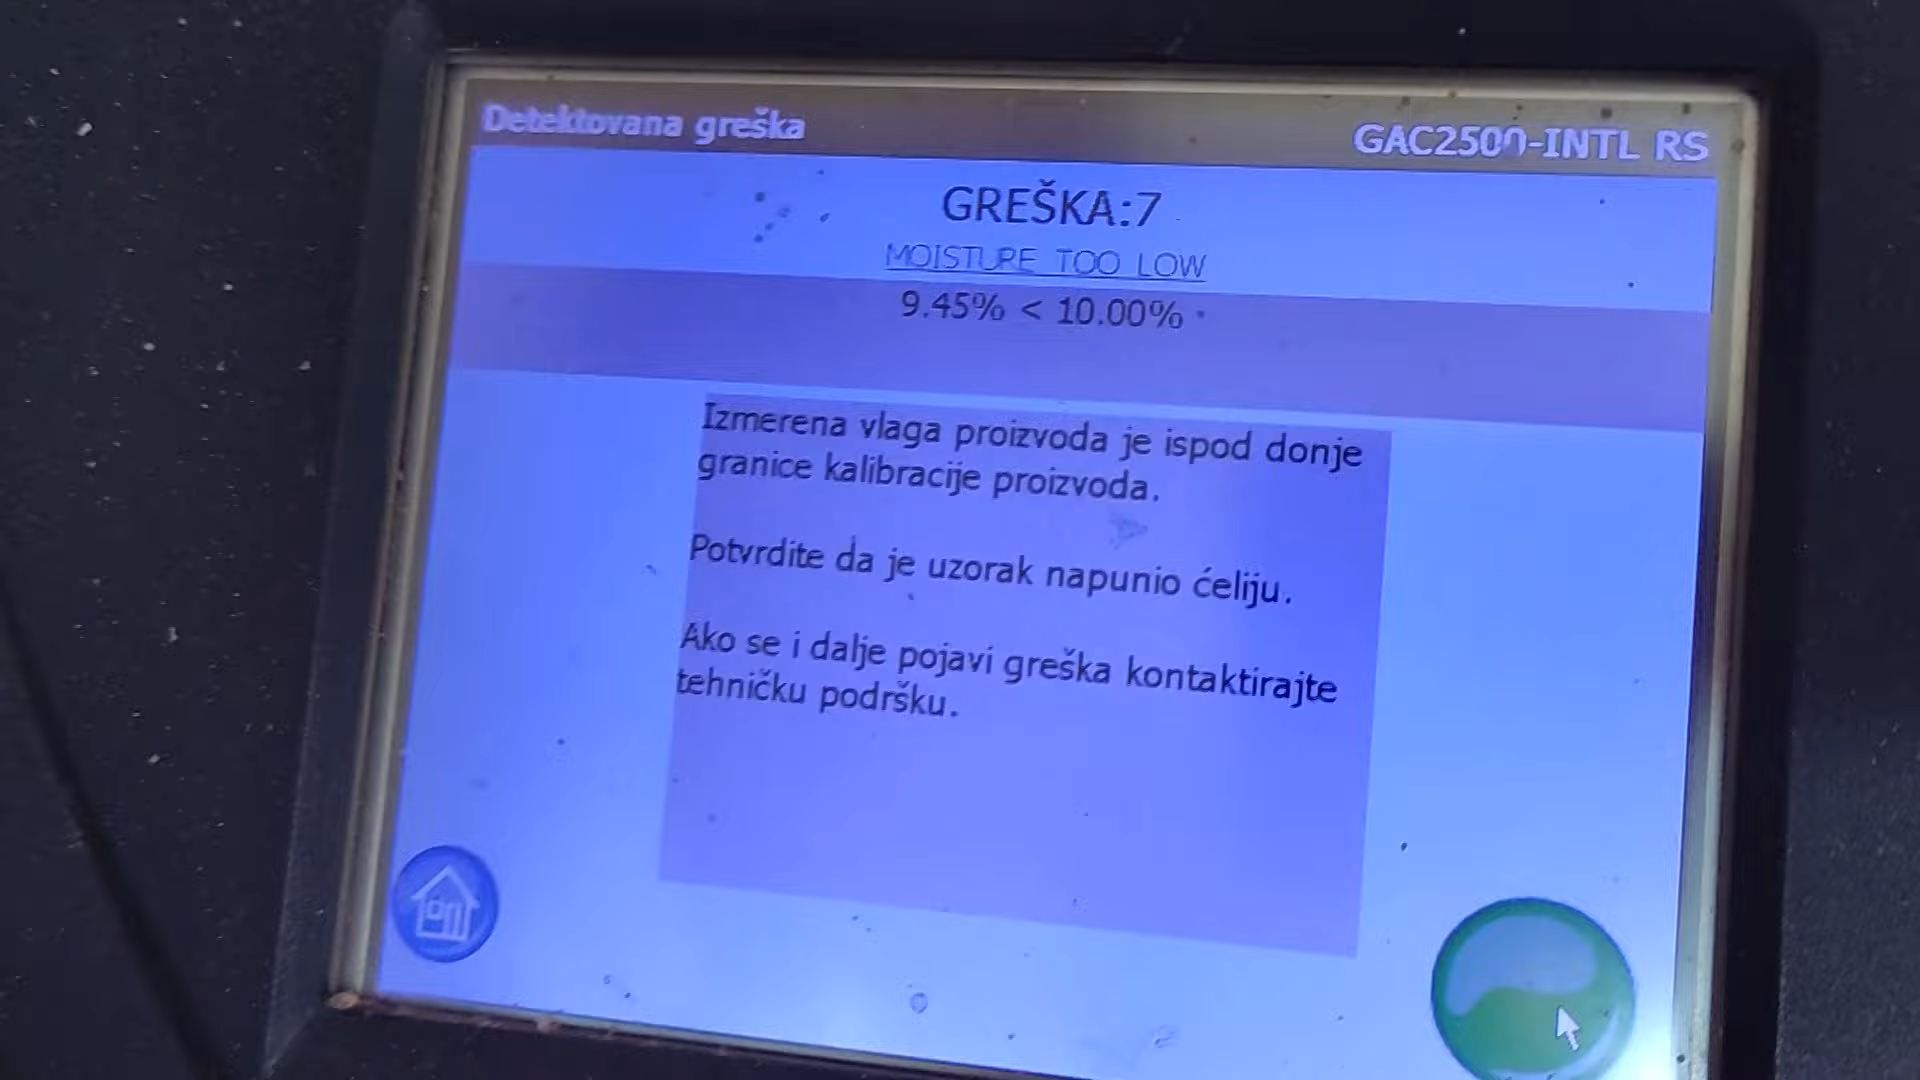 Detektovana greška
GAC2500-INTL RS
GREŠKA:7
MOISTURE TOO LOW
9.45% < 10.00%
Izmerena vlaga proizvoda je ispod donje
granice kalibracije proizvoda.
Potvrdite da je uzorak napunio ćeliju.
Ako se i dalje pojavi greška kontaktirajte
tehničku podršku.